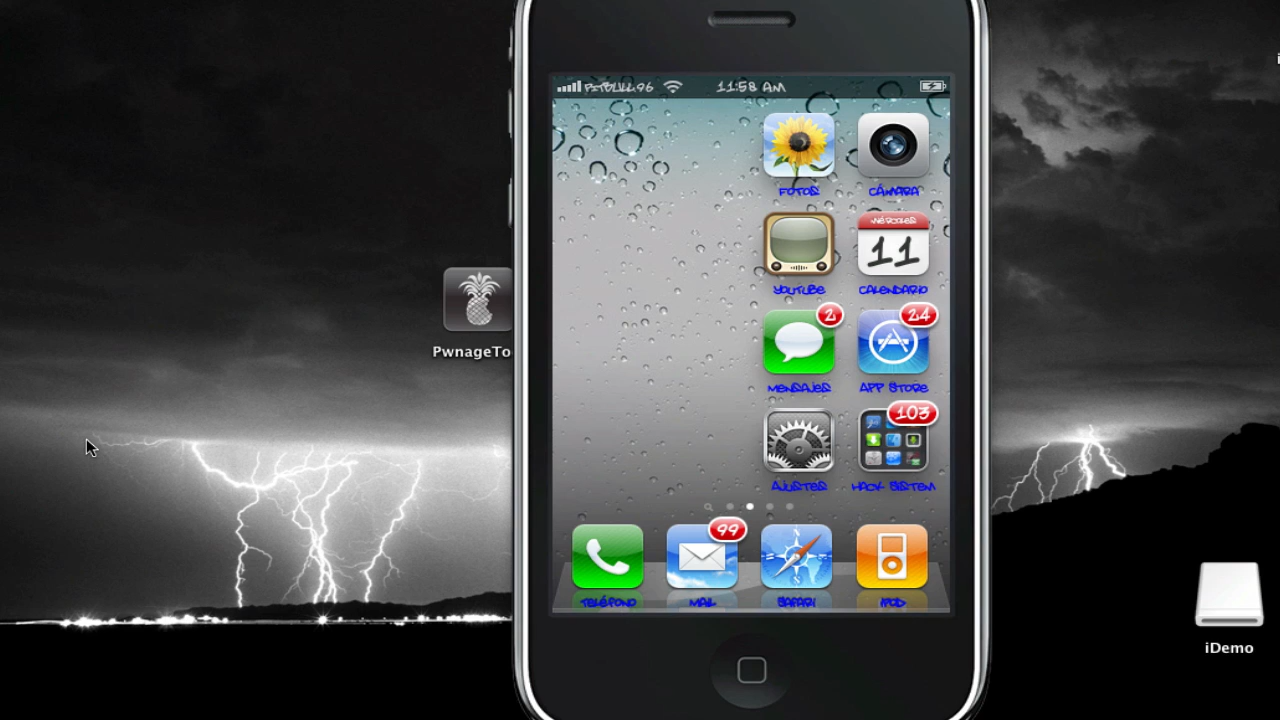 11:58 AM
FOTOS
CÁMARA
MIÉRCOLES
11
YOUTUBE
CALENDARIO
2
24
MENSAJES
APP STORE
103
AJUSTES
HACK SISTEM
PwnageTo
99
TELÉFONO
MAIL
SAFARI
IPOD
iDemo